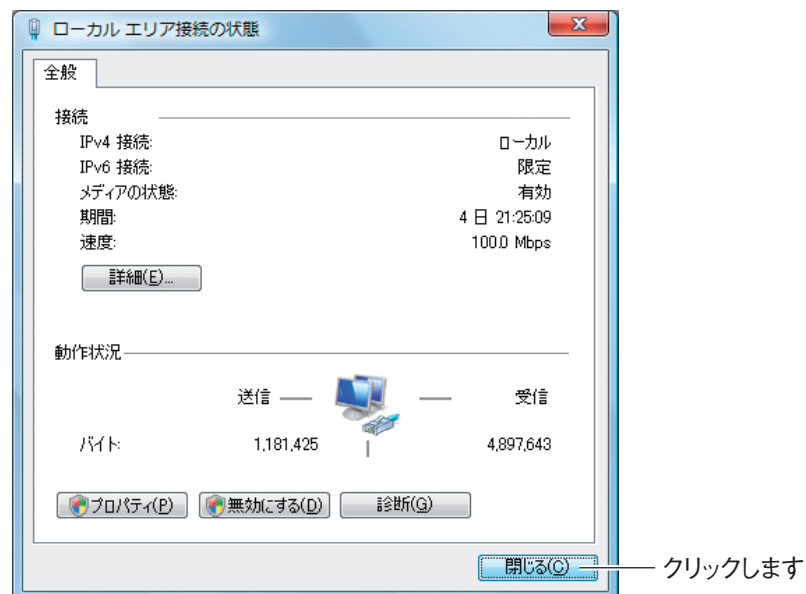 ローカル エリア接続の状態
全般
接続
IPv4 接続: ローカル
IPv6 接続: 限定
メディアの状態: 有効
期間: 4 日 21:25:09
速度: 100.0 Mbps
詳細(E)...
動作状況
送信 受信
バイト: 1,181,425 4,897,643
プロパティ(P) 無効にする(D) 診断(G)
閉じる(C) クリックします